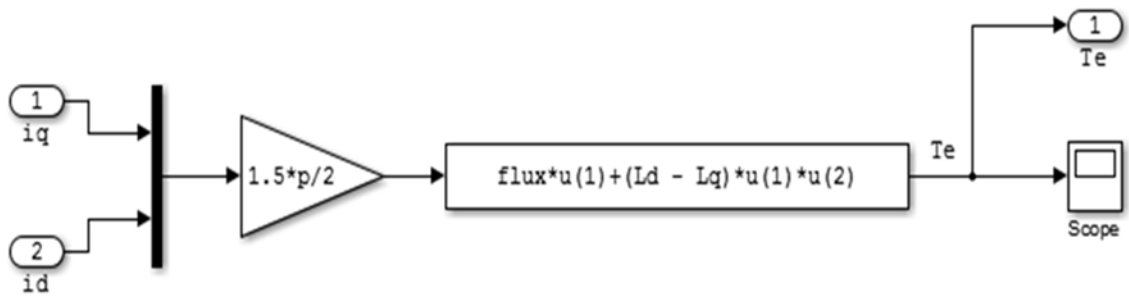 1
iq
2
id
1.5*p/2
flux*u(1)+(Ld - Lq)*u(1)*u(2)
Te
1
Te
Scope